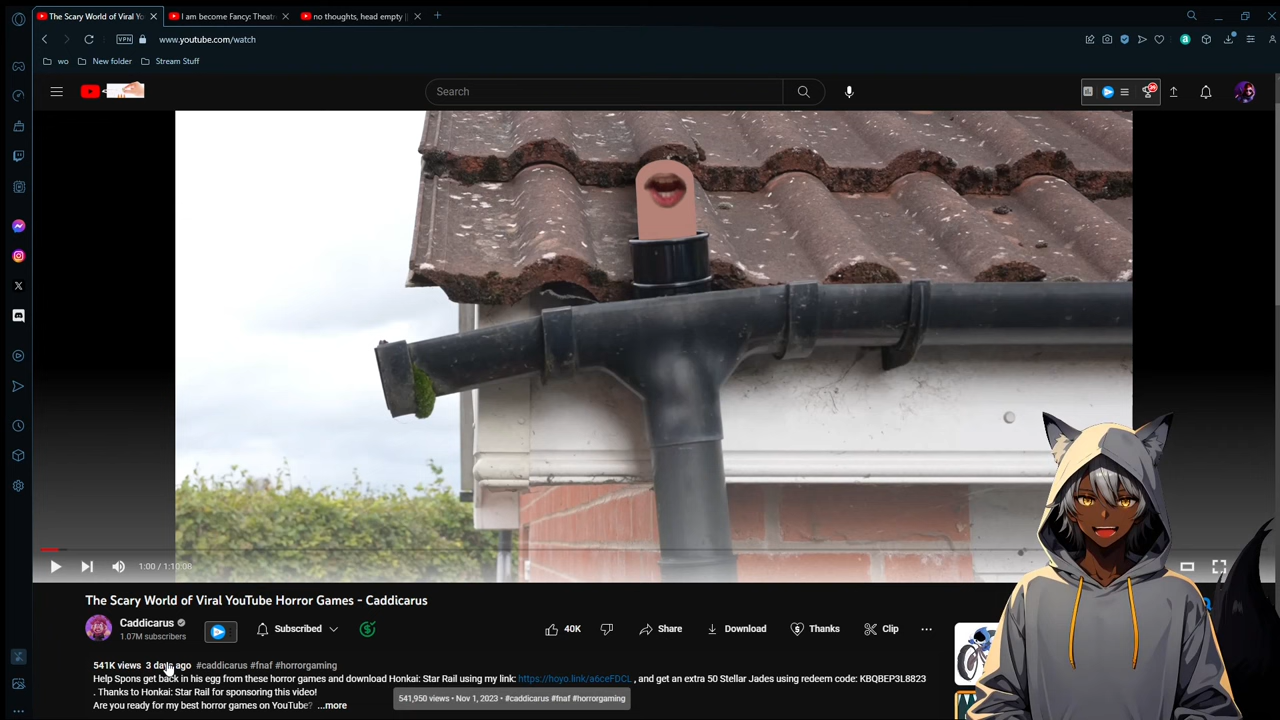 The Scary World of Viral Yo
I am become Fancy: Theatr
no thoughts, head empty ||
VPN
www.youtube.com/watch
wo
New folder
Stream Stuff
Search
1:00 / 1:10:08
The Scary World of Viral YouTube Horror Games - Caddicarus
Caddicarus
1.07M subscribers
Subscribed
40K
Share
Download
Thanks
Clip
541K views 3 days ago #caddicarus #fnaf #horrorgaming
Help Spons get back in his egg from these horror games and download Honkai: Star Rail using my link: https://hoyo.link/a6ceFDCL , and get an extra 50 Stellar Jades using redeem code: KBQBEP3L8823
. Thanks to Honkai: Star Rail for sponsoring this video!
541,950 views • Nov 1, 2023 • #caddicarus #fnaf #horrorgaming
Are you ready for my best horror games on YouTube? ...more